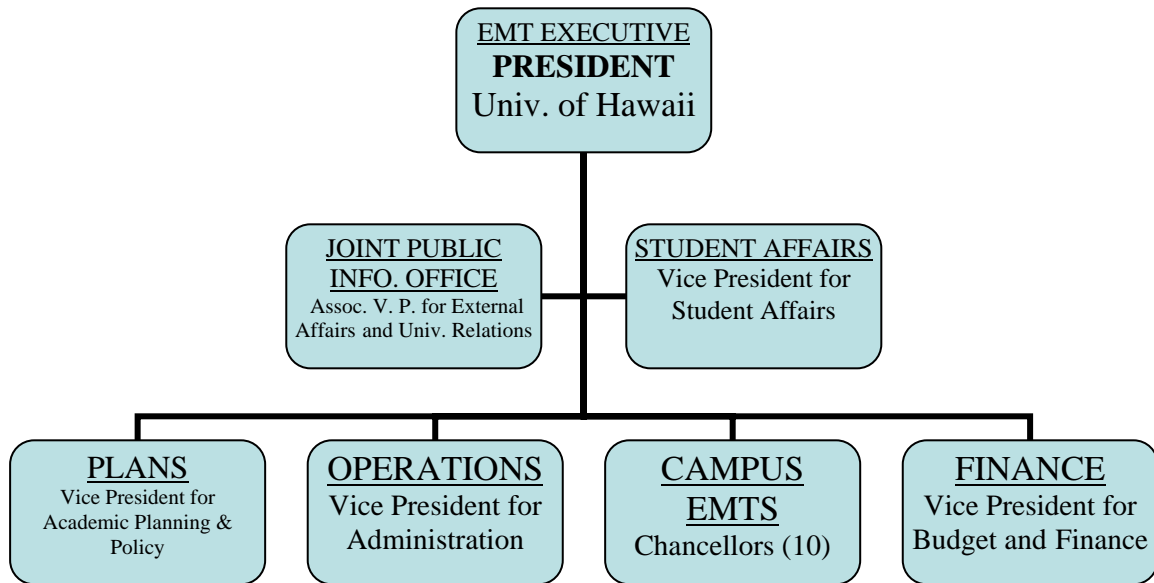 EMT EXECUTIVE
PRESIDENT
Univ. of Hawaii
JOINT PUBLIC
INFO. OFFICE
Assoc. V. P. for External
Affairs and Univ. Relations
STUDENT AFFAIRS
Vice President for
Student Affairs
PLANS
Vice President for
Academic Planning &
Policy
OPERATIONS
Vice President for
Administration
CAMPUS
EMTS
Chancellors (10)
FINANCE
Vice President for
Budget and Finance